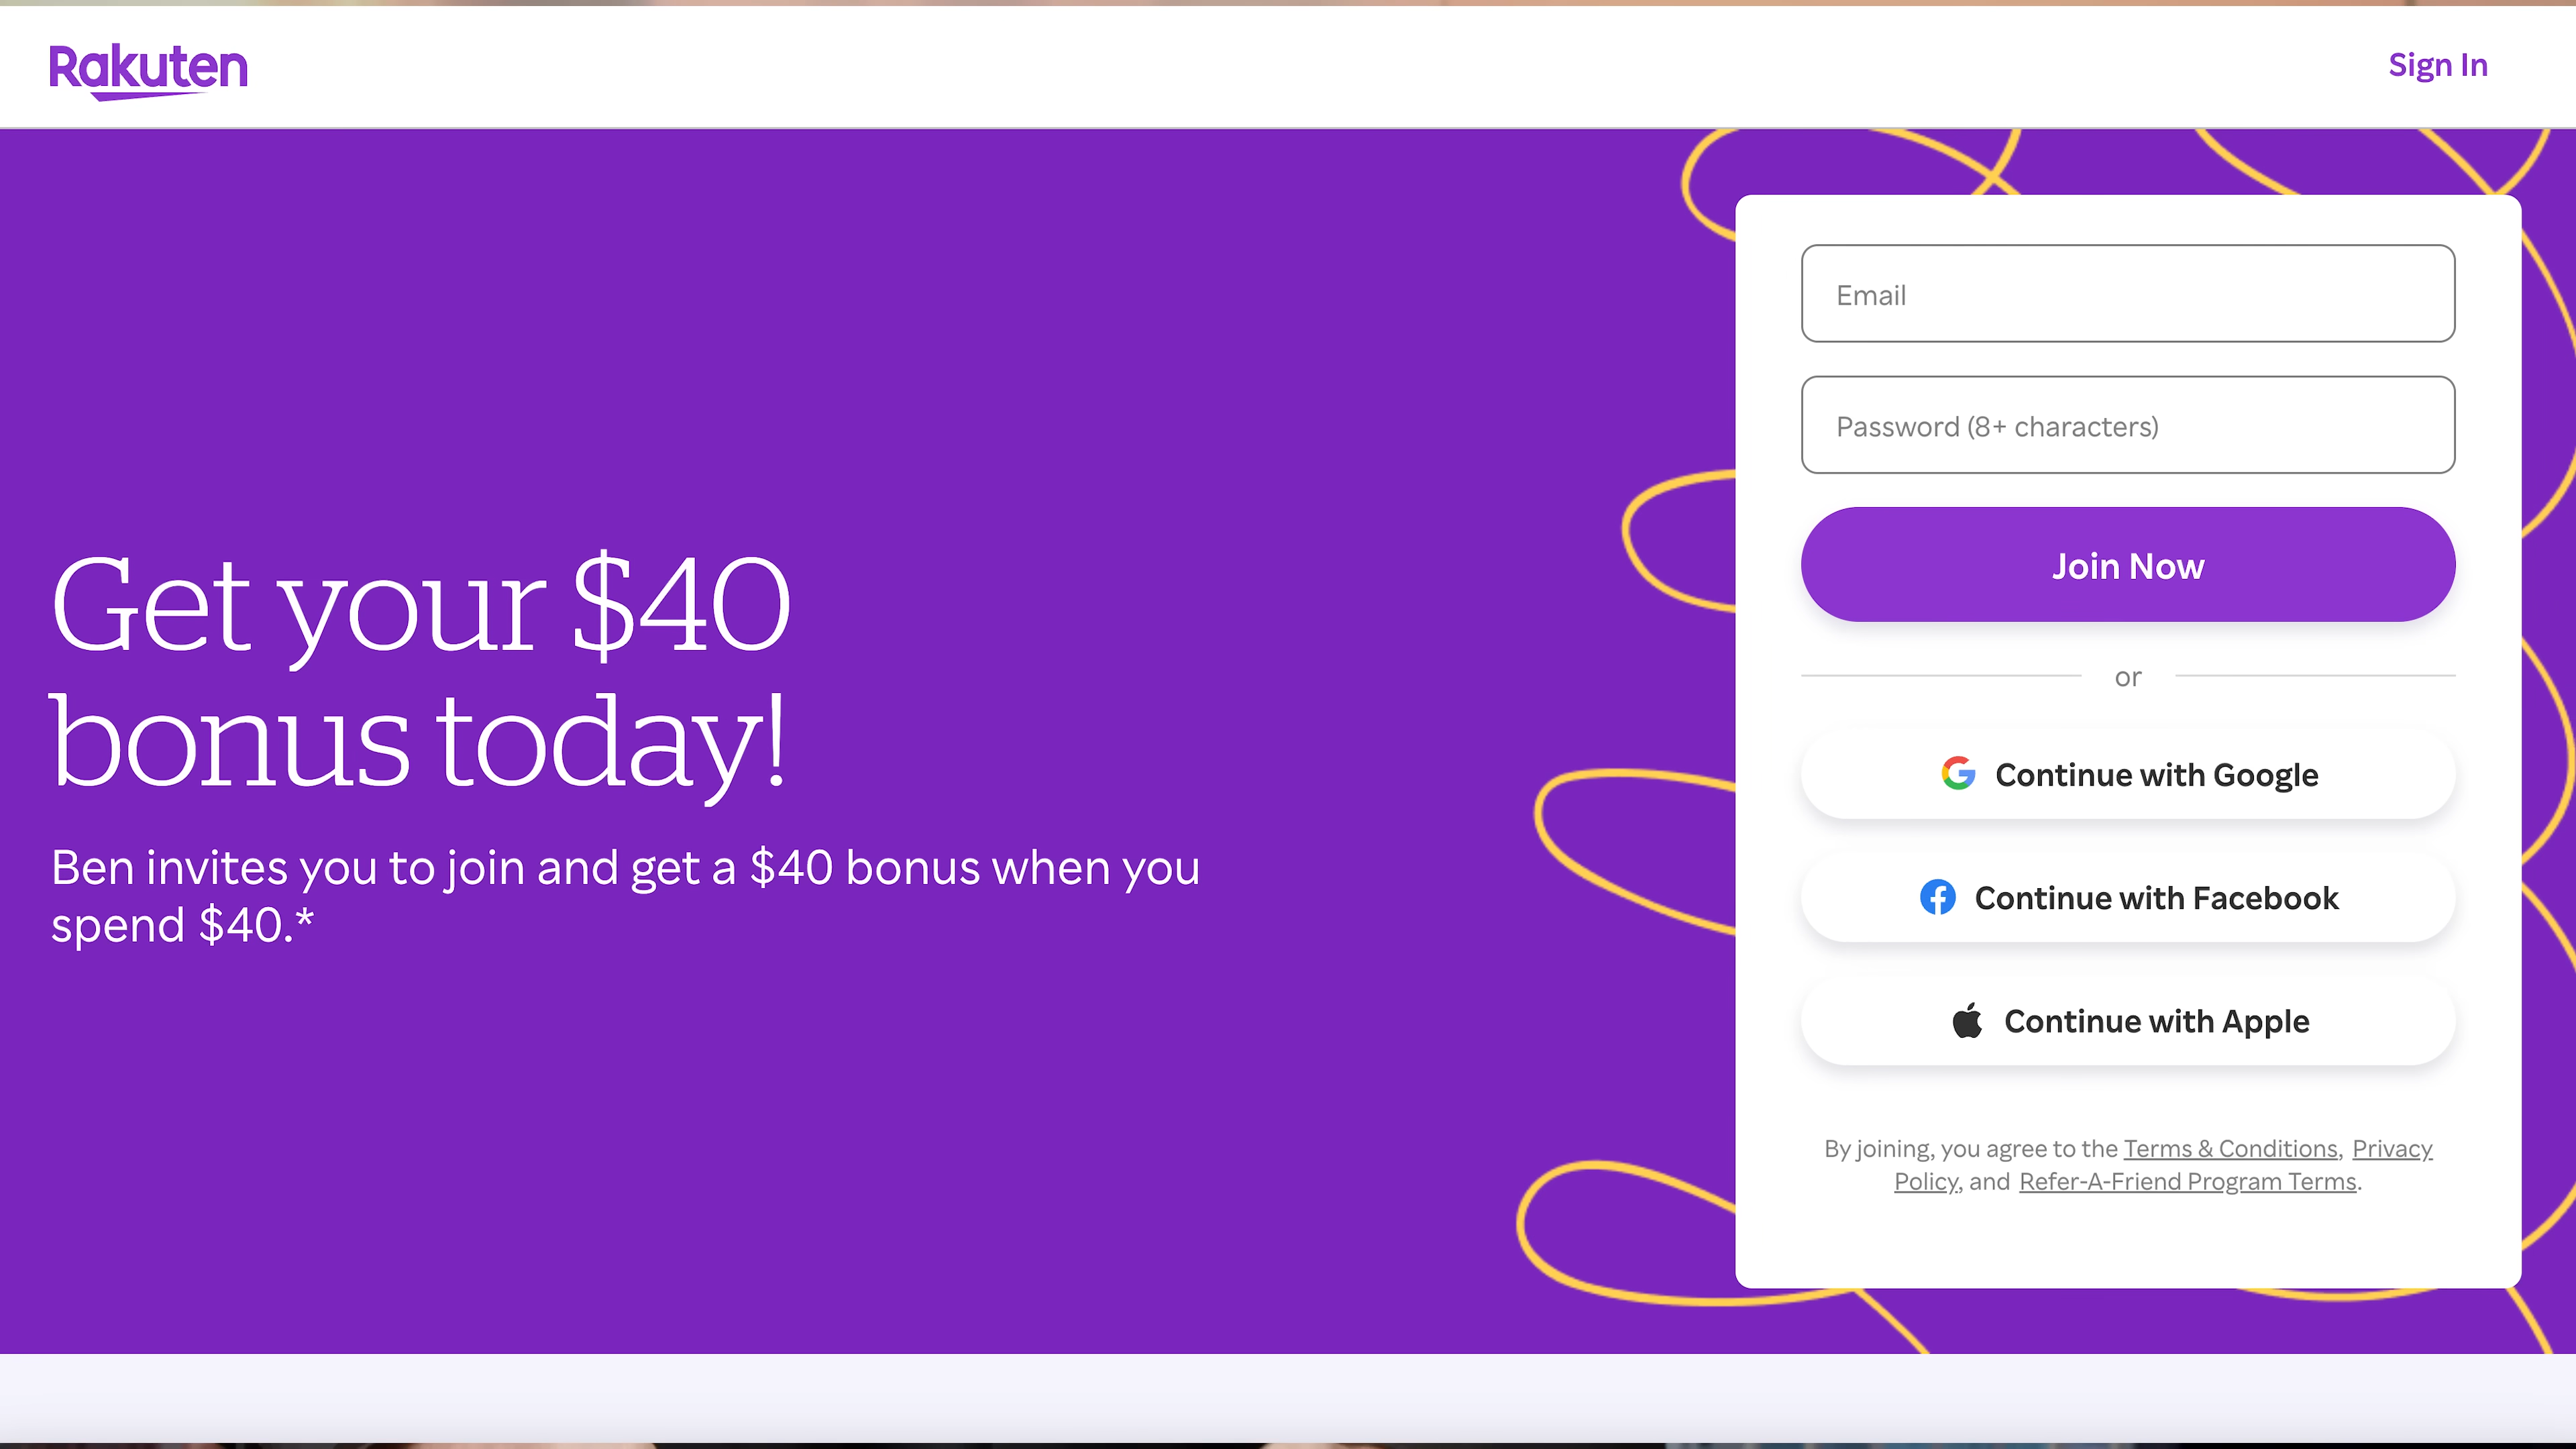 Rakuten
Sign In
Get your $40
bonus today!
Ben invites you to join and get a $40 bonus when you
spend $40.*
Email
Password (8+ characters)
Join Now
or
Continue with Google
Continue with Facebook
Continue with Apple
By joining, you agree to the Terms & Conditions, Privacy
Policy, and Refer-A-Friend Program Terms.